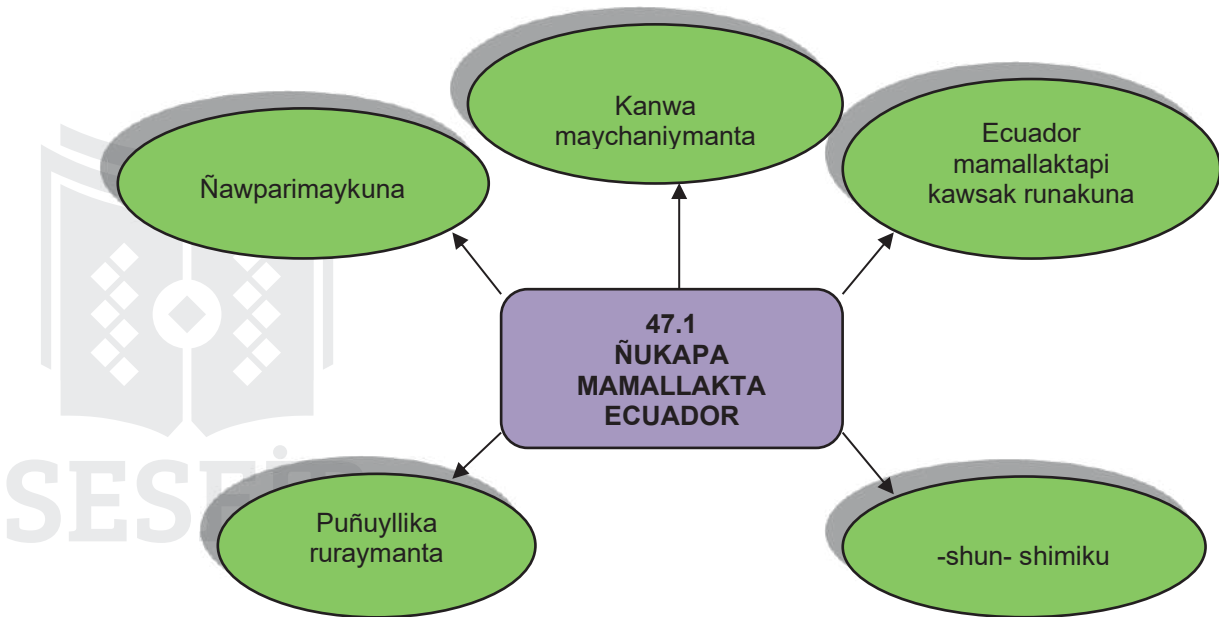 Kanwa
maychaniymanta
Ñawparimaykuna
Ecuador
mamallaktapi
kawsak runakuna
47.1
ÑUKAPA
MAMALLAKTA
ECUADOR
Puñuyllika
ruraymanta
-shun- shimiku